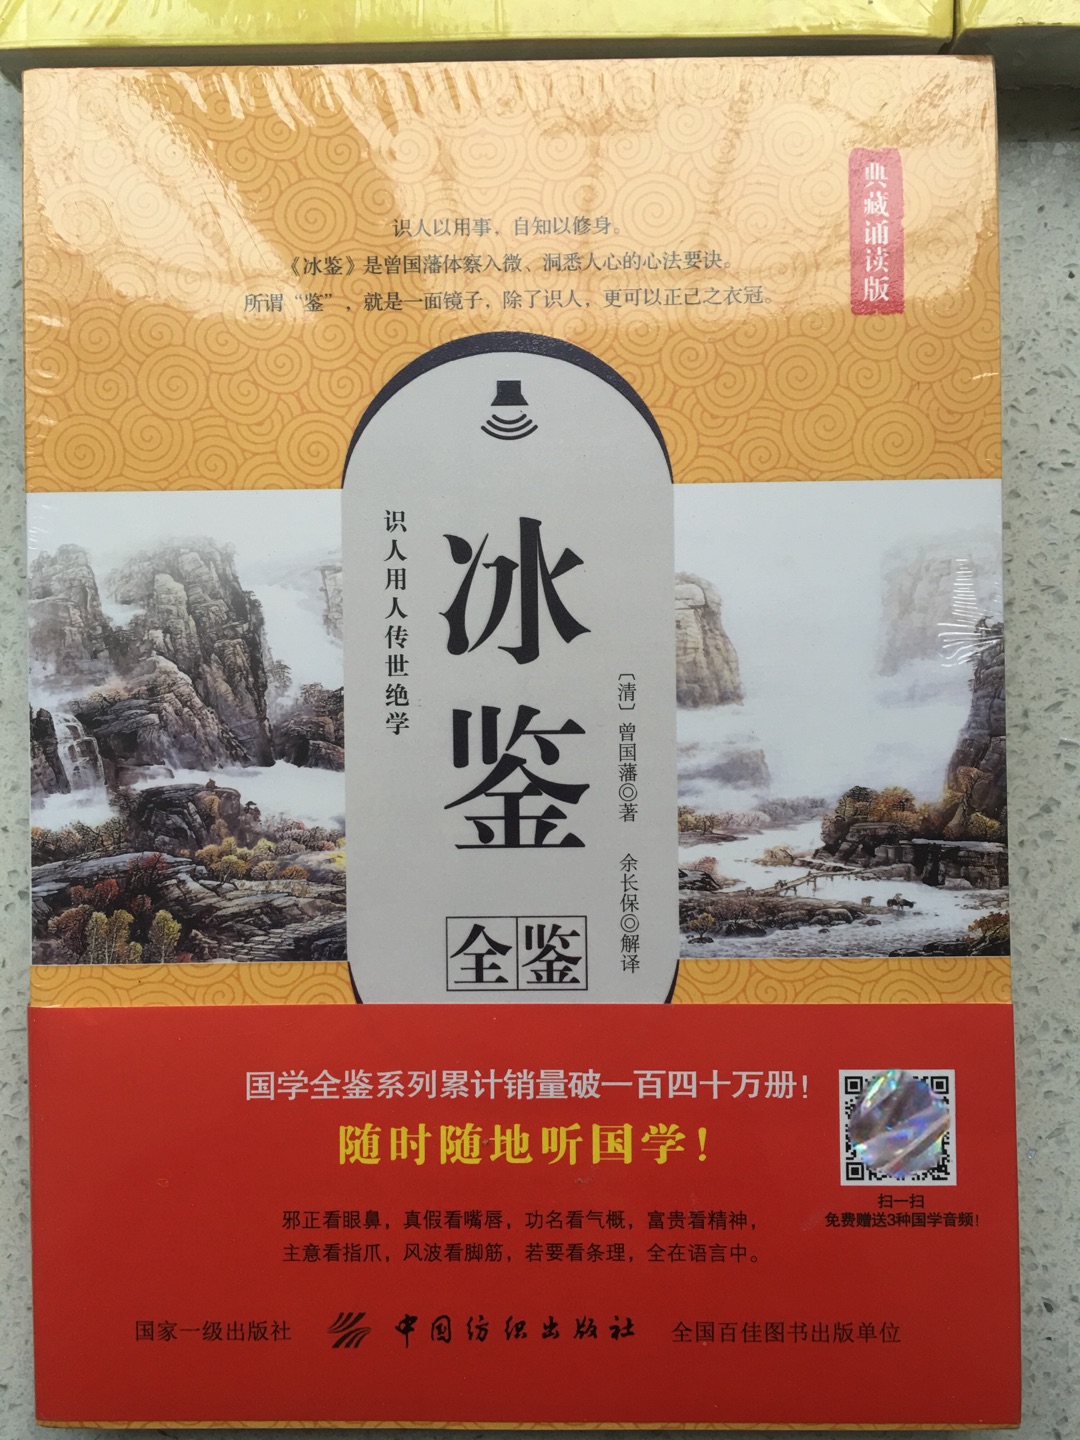 典藏诵读版
识人以用事，自知以修身。
《冰鉴》是曾国藩体察入微、洞悉人心的心法要诀。
所谓“鉴”，就是一面镜子，除了识人，更可以正己之衣冠。
识人用人传世绝学
冰鉴
全鉴
〔清〕曾国藩◎著 余长保◎解译
国学全鉴系列累计销量破一百四十万册！
随时随地听国学！
邪正看眼鼻，真假看嘴唇，功名看气概，富贵看精神，
主意看指爪，风波看脚筋，若要看条理，全在语言中。
扫一扫
免费赠送3种国学音频！
国家一级出版社 中国纺织出版社 全国百佳图书出版单位